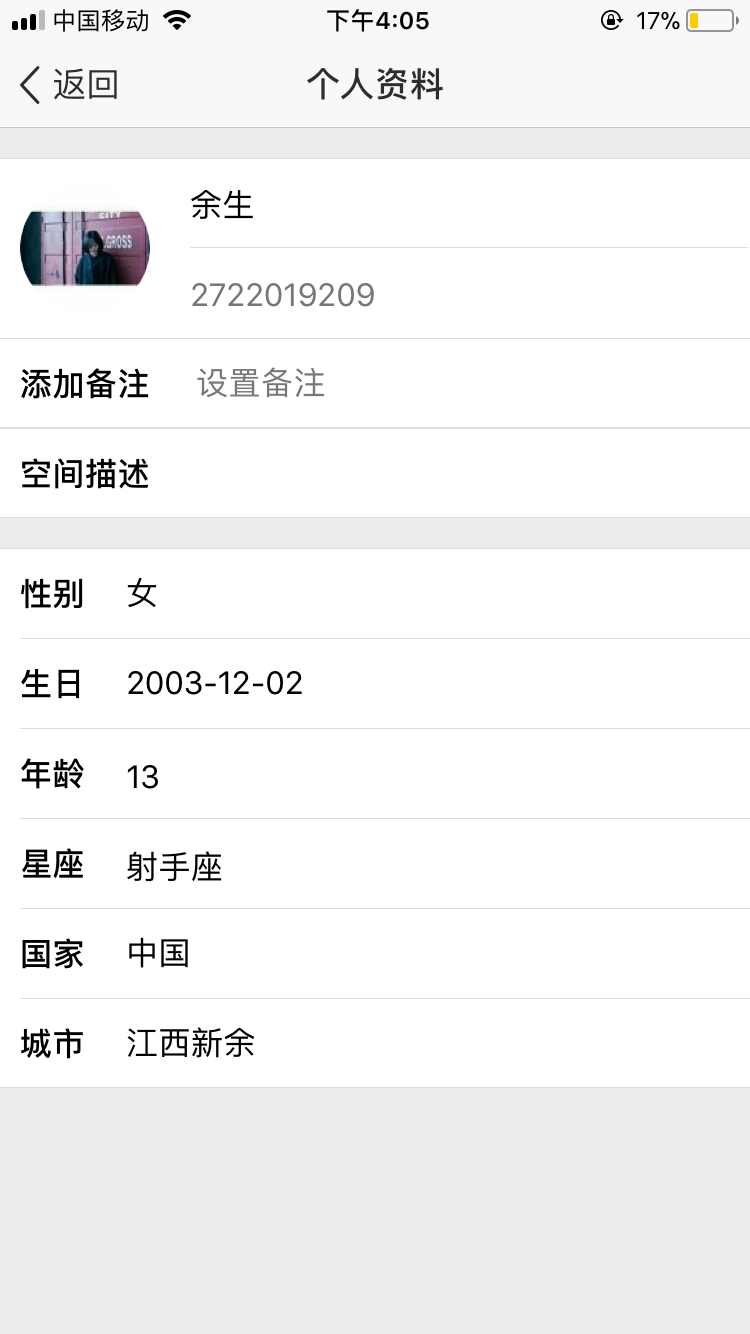 中国移动 下午4:05 17%
返回 个人资料
CITY
.GROSS
余生
2722019209
添加备注 设置备注
空间描述
性别 女
生日 2003-12-02
年龄 13
星座 射手座
国家 中国
城市 江西新余